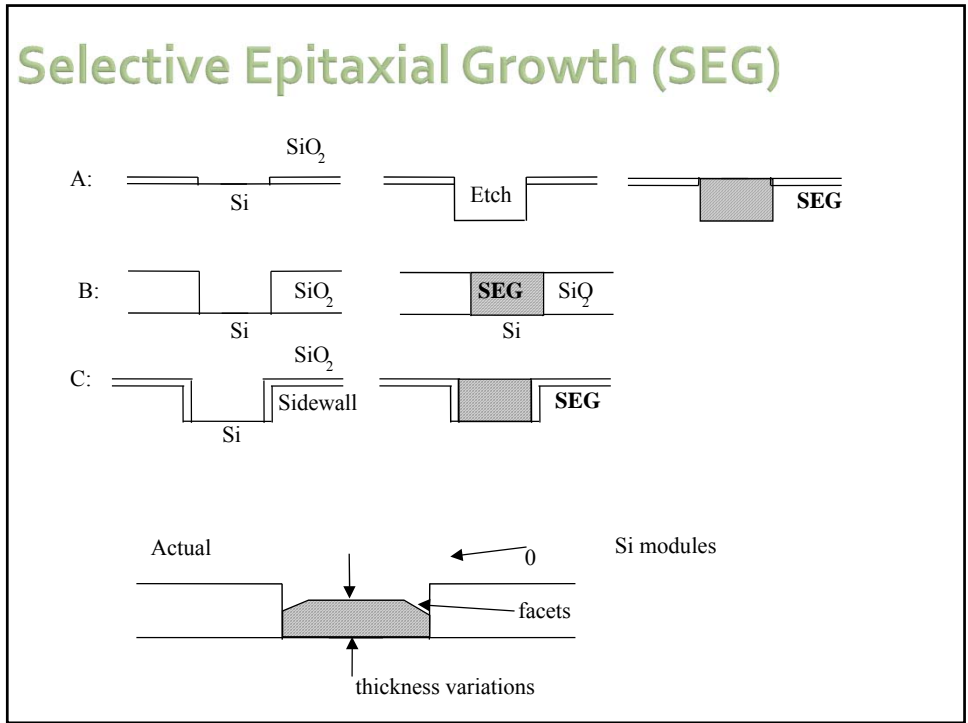 Selective Epitaxial Growth (SEG)
SiO2
A:
Si
Etch
SEG
B:
SiO2
Si
SEG
SiO2
Si
C:
SiO2
Sidewall
Si
SEG
Actual
0
Si modules
facets
thickness variations